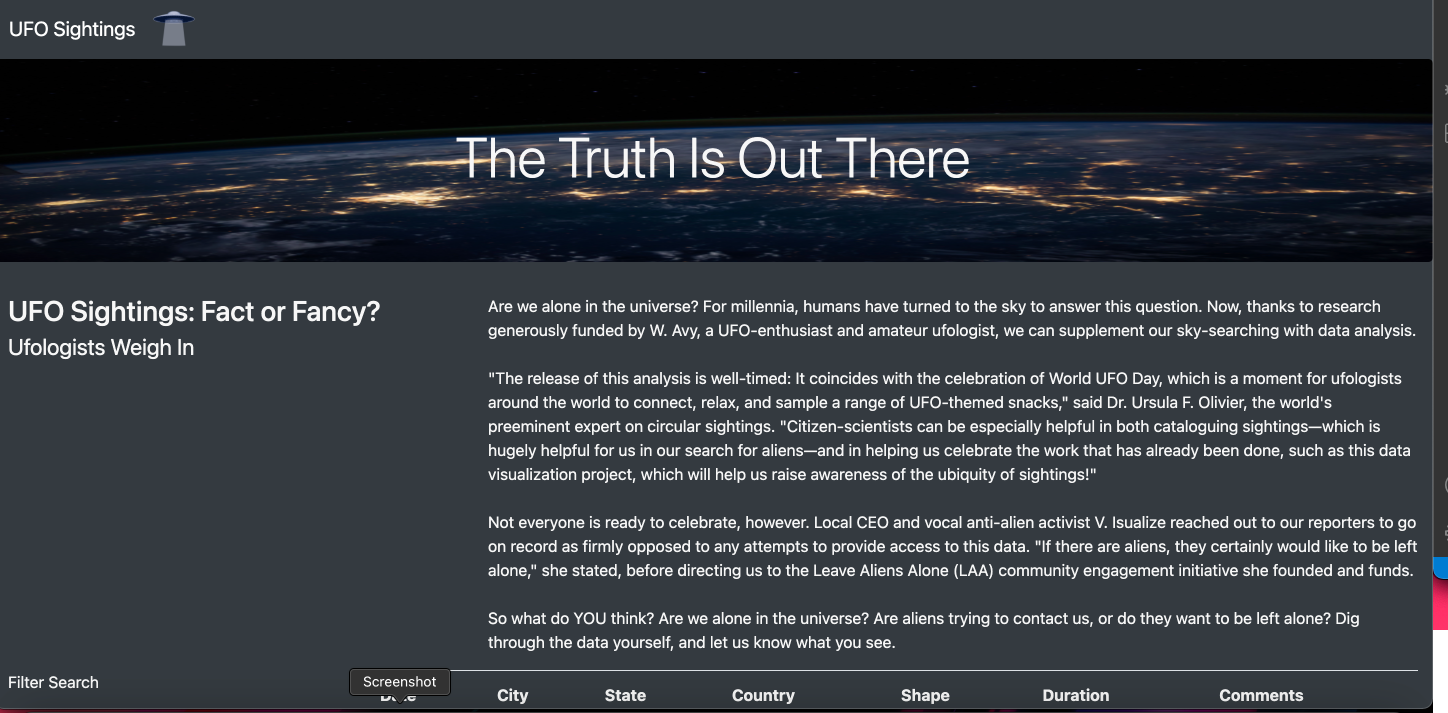 UFO Sightings
The Truth Is Out There
UFO Sightings: Fact or Fancy?
Ufologists Weigh In
Are we alone in the universe? For millennia, humans have turned to the sky to answer this question. Now, thanks to research
generously funded by W. Avy, a UFO-enthusiast and amateur ufologist, we can supplement our sky-searching with data analysis.
"The release of this analysis is well-timed: It coincides with the celebration of World UFO Day, which is a moment for ufologists
around the world to connect, relax, and sample a range of UFO-themed snacks," said Dr. Ursula F. Olivier, the world's
preeminent expert on circular sightings. "Citizen-scientists can be especially helpful in both cataloguing sightings—which is
hugely helpful for us in our search for aliens—and in helping us celebrate the work that has already been done, such as this data
visualization project, which will help us raise awareness of the ubiquity of sightings!"
Not everyone is ready to celebrate, however. Local CEO and vocal anti-alien activist V. Isualize reached out to our reporters to go
on record as firmly opposed to any attempts to provide access to this data. "If there are aliens, they certainly would like to be left
alone," she stated, before directing us to the Leave Aliens Alone (LAA) community engagement initiative she founded and funds.
So what do YOU think? Are we alone in the universe? Are aliens trying to contact us, or do they want to be left alone? Dig
through the data yourself, and let us know what you see.
Filter Search
Screenshot
City State Country Shape Duration Comments